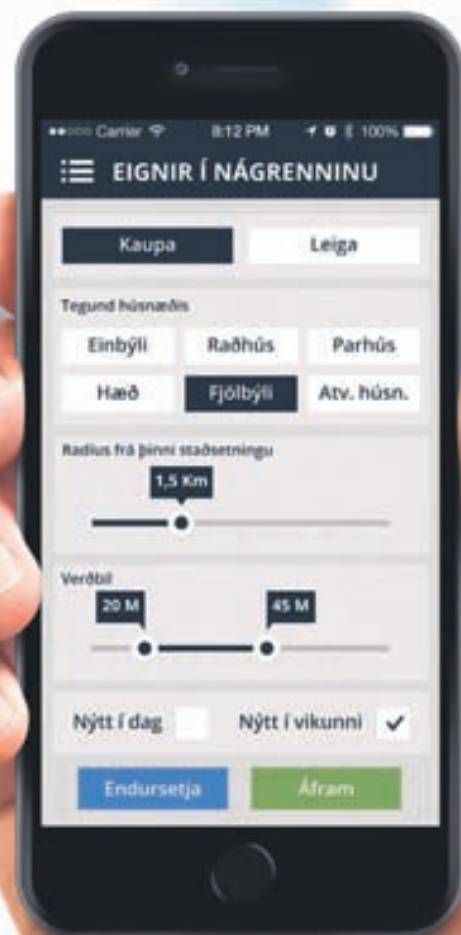 Carrier 8:12 PM 100%
EIGNIR Í NÁGRENNINU
Kaupa Leiga
Tegund húsnæðis
Einbýli Raðhús Parhús
Hæð Fjölbýli Atv. húsn.
Radíus frá þinni staðsetningu
1,5 Km
Verðbil
20 M 45 M
Nýtt í dag Nýtt í vikunni
Endursetja Áfram